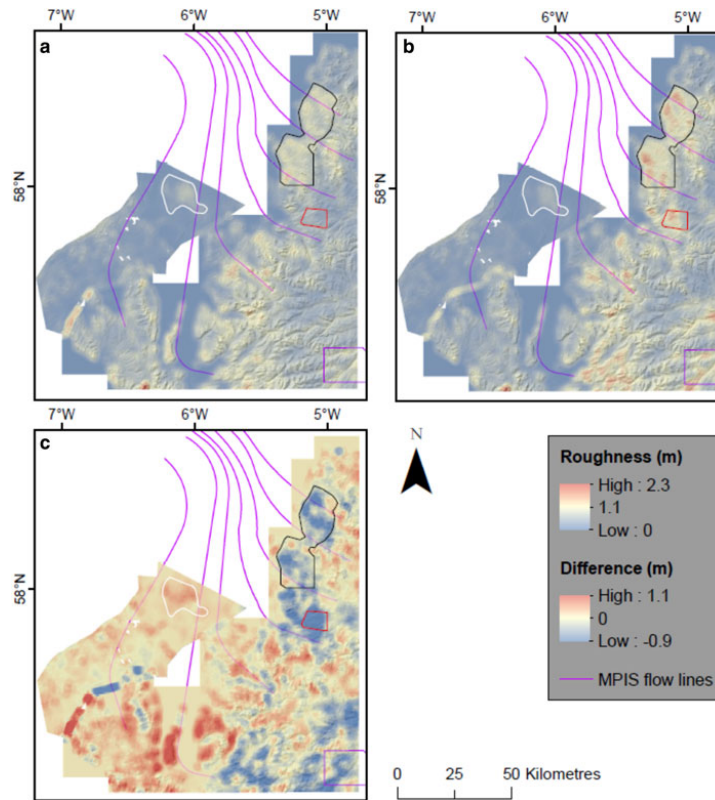 7°W 6°W 5°W
a
58°N
7°W 6°W 5°W
7°W 6°W 5°W
b
58°N
c
58°N
N
Roughness (m)
High : 2.3
1.1
Low : 0
Difference (m)
High : 1.1
0
Low : -0.9
MPIS flow lines
0 25 50 Kilometres